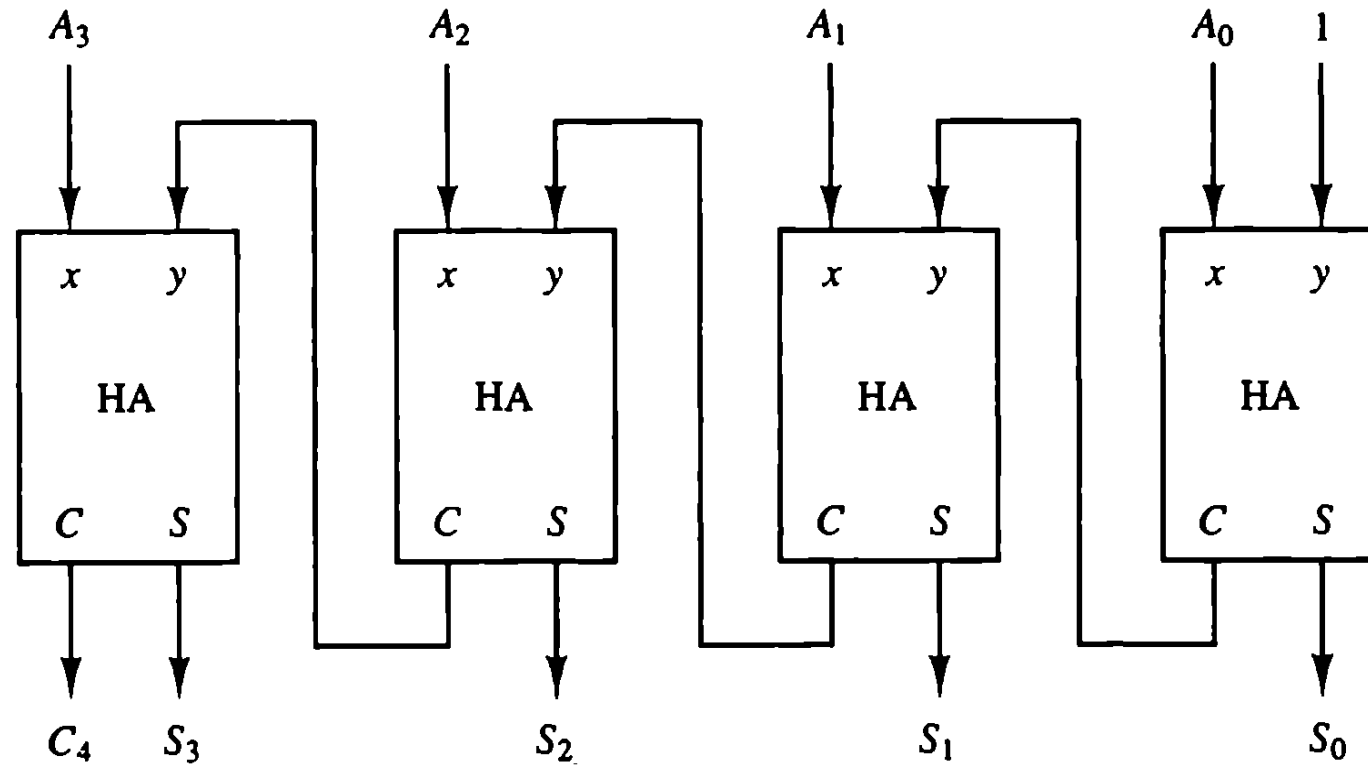 A₃ A₂ A₁ A₀ 1
x y x y x y x y
HA HA HA HA
C S C S C S C S
C₄ S₃ S₂ S₁ S₀